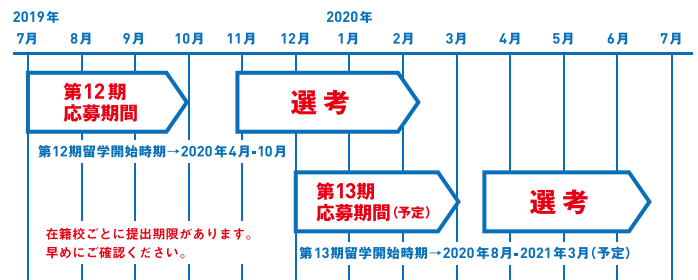 2019年 2020年
7月 8月 9月 10月 11月 12月 1月 2月 3月 4月 5月 6月 7月
第12期
応募期間
選考
第12期留学開始時期→2020年4月-10月
第13期
応募期間(予定)
選考
在籍校ごとに提出期限があります。
早めにご確認ください。
第13期留学開始時期→2020年8月-2021年3月(予定)